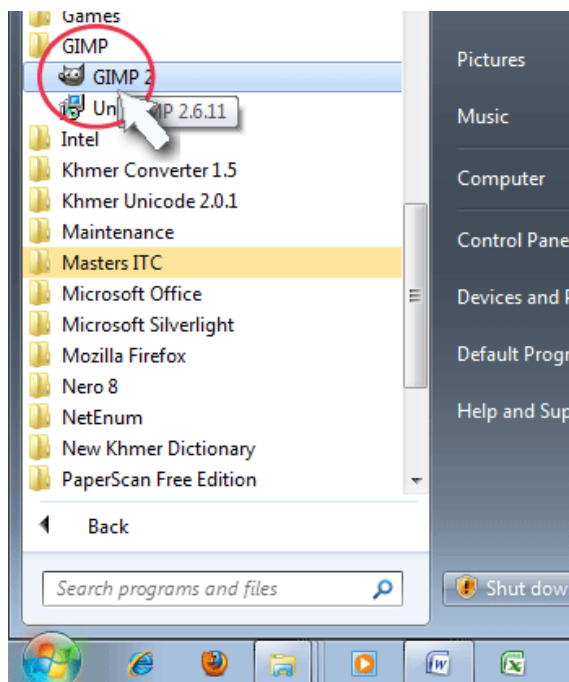 Games
GIMP
GIMP 2
Un
MP 2.6.11
Intel
Khmer Converter 1.5
Khmer Unicode 2.0.1
Maintenance
Masters ITC
Microsoft Office
Microsoft Silverlight
Mozilla Firefox
Nero 8
NetEnum
New Khmer Dictionary
PaperScan Free Edition
Back
Search programs and files
Pictures
Music
Computer
Control Pane
Devices and P
Default Progr
Help and Sup
Shut dow